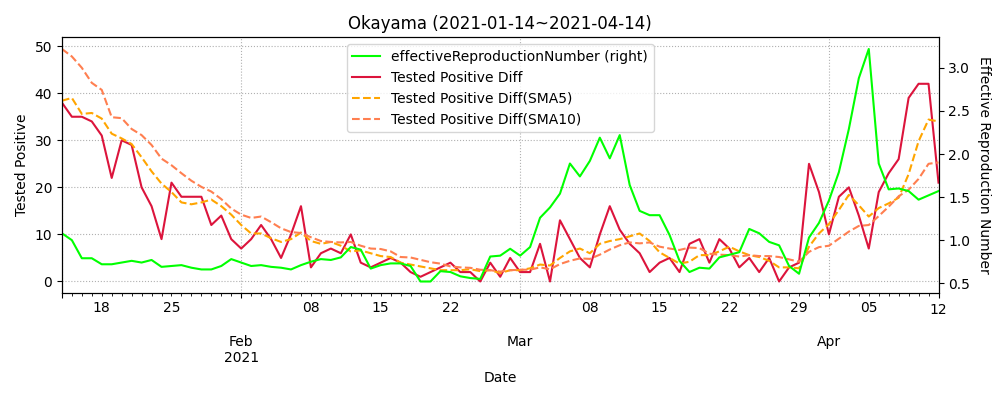 Okayama (2021-01-14~2021-04-14)
effectiveReproductionNumber (right)
Tested Positive Diff
Tested Positive Diff(SMA5)
Tested Positive Diff(SMA10)
Tested Positive
50
40
30
20
10
0
3.0
2.5
2.0
1.5
1.0
0.5
Effective Reproduction Number
18 25 08 15 22 08 15 22 29 05 12
Feb Mar Apr
2021
Date